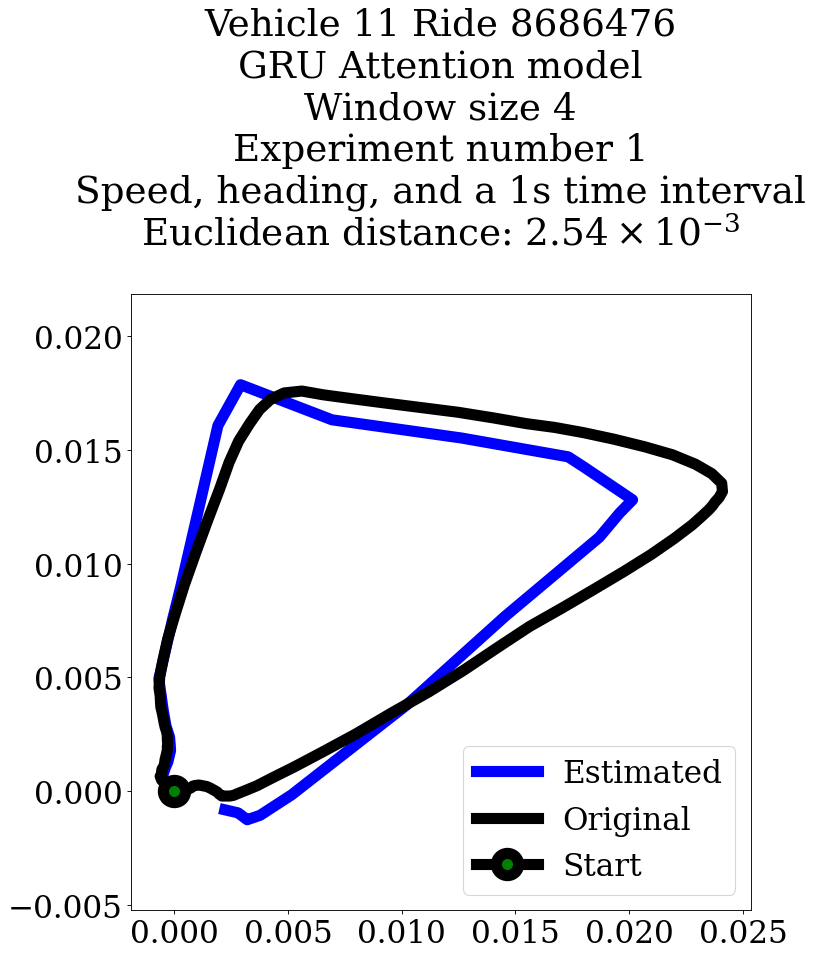 Vehicle 11 Ride 8686476
GRU Attention model
Window size 4
Experiment number 1
Speed, heading, and a 1s time interval
Euclidean distance: 2.54 × 10⁻³
0.020
0.015
0.010
0.005
0.000
−0.005
Estimated
Original
Start
0.000 0.005 0.010 0.015 0.020 0.025